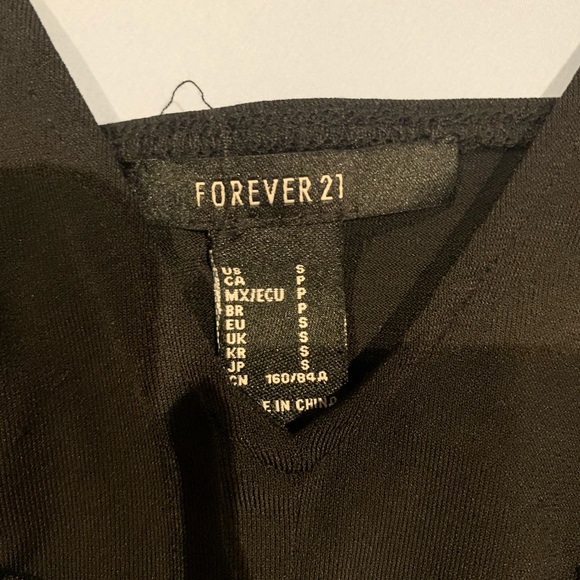 FOREVER 21
US S
CA P
MX/ECU P
BR P
EU S
UK S
KR S
JP S
CN 160/84A
E IN CHINA